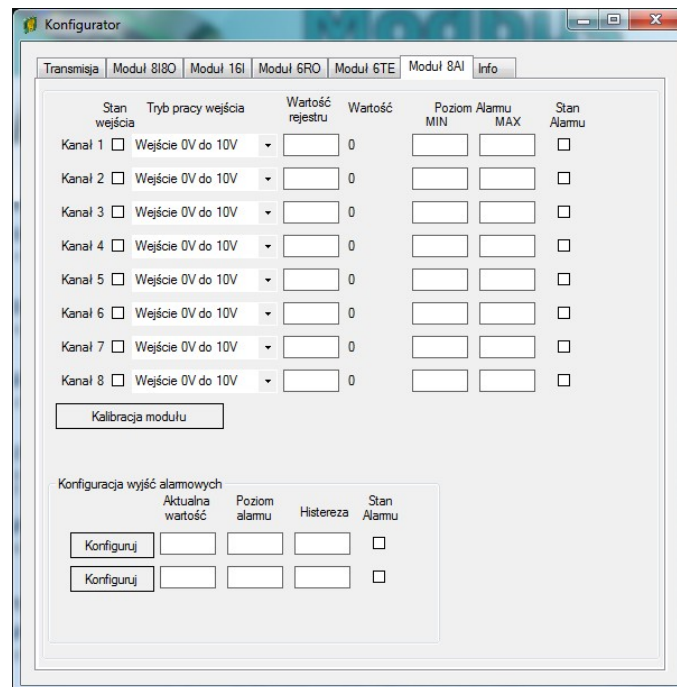 Konfigurator
Modbus
Transmisja Moduł 8I8O Moduł 16I Moduł 6RO Moduł 6TE Moduł 8AI Info
Stan wejścia Tryb pracy wejścia Wartość rejestru Wartość Poziom Alarmu MIN MAX Stan Alarmu
Kanał 1 Wejście 0V do 10V 0
Kanał 2 Wejście 0V do 10V 0
Kanał 3 Wejście 0V do 10V 0
Kanał 4 Wejście 0V do 10V 0
Kanał 5 Wejście 0V do 10V 0
Kanał 6 Wejście 0V do 10V 0
Kanał 7 Wejście 0V do 10V 0
Kanał 8 Wejście 0V do 10V 0
Kalibracja modułu
Konfiguracja wyjść alarmowych
Aktualna wartość Poziom alarmu Histereza Stan Alarmu
Konfiguruj
Konfiguruj